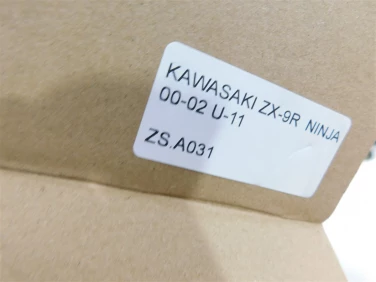 KAWASAKI ZX-9R NINJA
00-02 U-11
ZS.A031